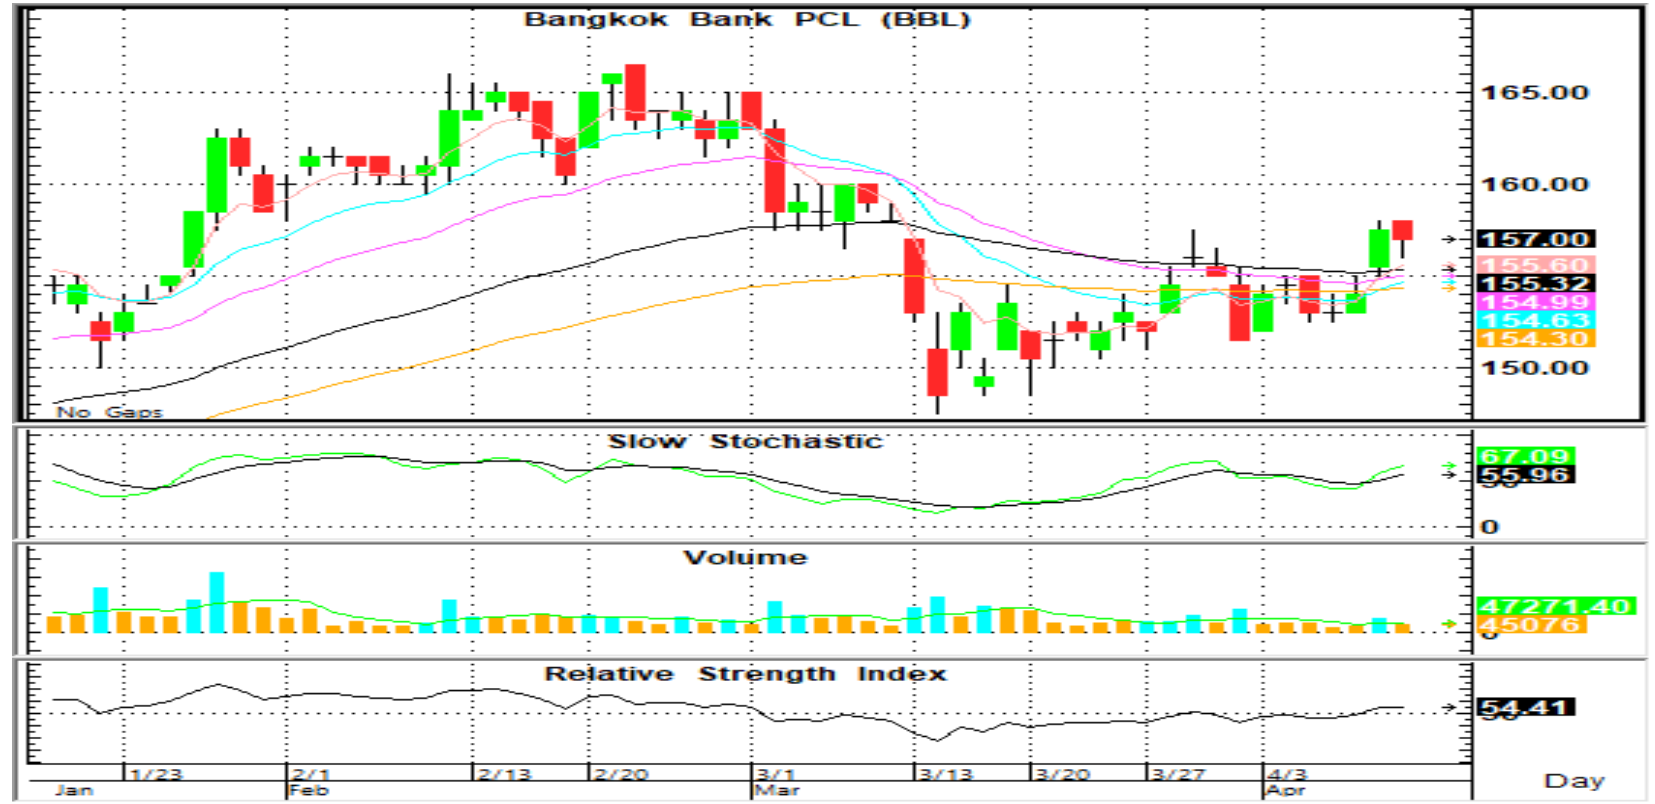 Bangkok Bank PCL (BBL)
165.00
160.00
157.00
155.60
155.32
154.99
154.63
154.30
150.00
No Gaps
Slow Stochastic
67.09
55.96
0
Volume
47271.40
45076
Relative Strength Index
54.41
1/23 2/1 2/13 2/20 3/1 3/13 3/20 3/27 4/3
Jan Feb Mar Apr
Day